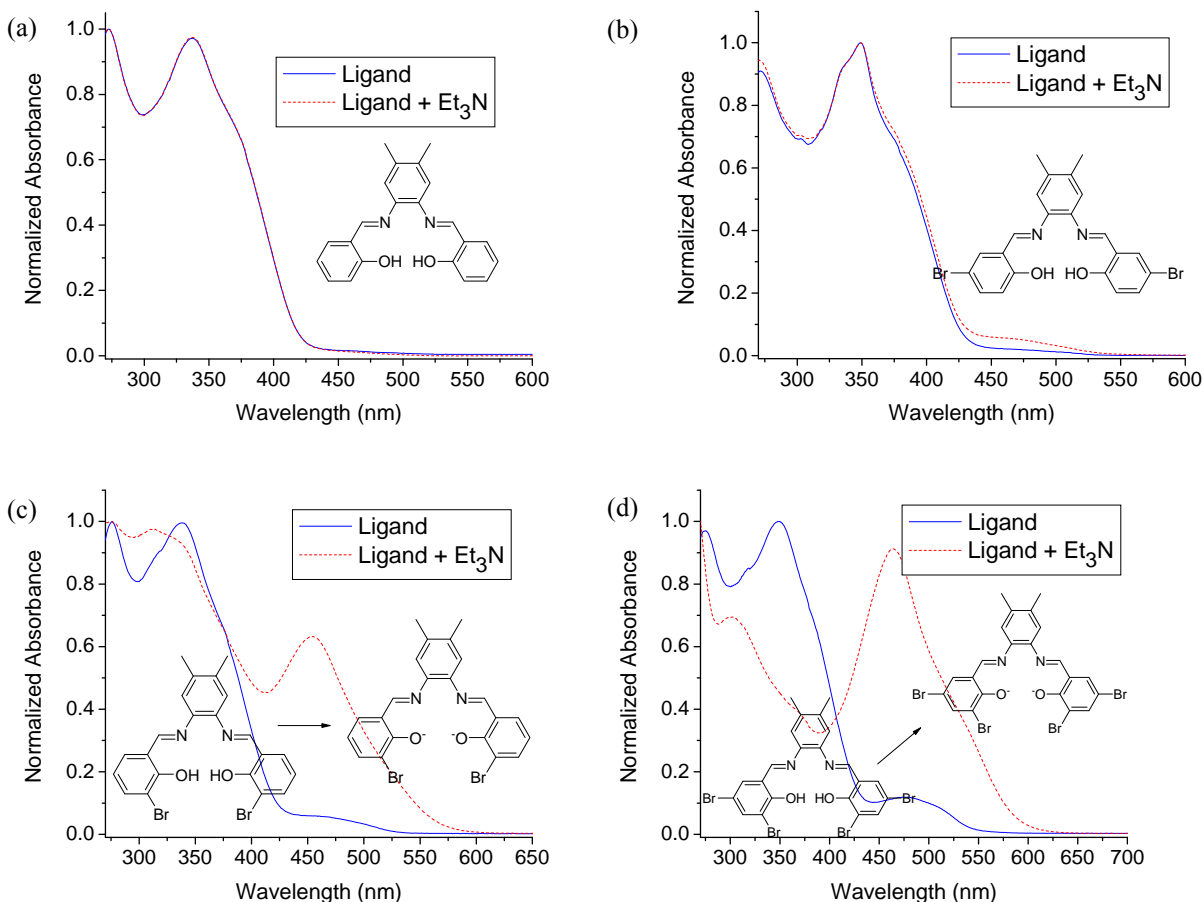 (a)
Normalized Absorbance
1.0
0.8
0.6
0.4
0.2
0.0
300 350 400 450 500 550 600
Wavelength (nm)
Ligand
Ligand + Et3N
N N
OH HO
(b)
Normalized Absorbance
1.0
0.8
0.6
0.4
0.2
0.0
300 350 400 450 500 550 600
Wavelength (nm)
Ligand
Ligand + Et3N
N N
Br OH HO Br
(c)
Normalized Absorbance
1.0
0.8
0.6
0.4
0.2
0.0
300 350 400 450 500 550 600 650
Wavelength (nm)
Ligand
Ligand + Et3N
N N
OH HO
Br Br
N N
O- -O
Br Br
(d)
Normalized Absorbance
1.0
0.8
0.6
0.4
0.2
0.0
300 350 400 450 500 550 600 650 700
Wavelength (nm)
Ligand
Ligand + Et3N
N N
Br OH HO Br
Br Br
N N
Br O- -O Br
Br Br